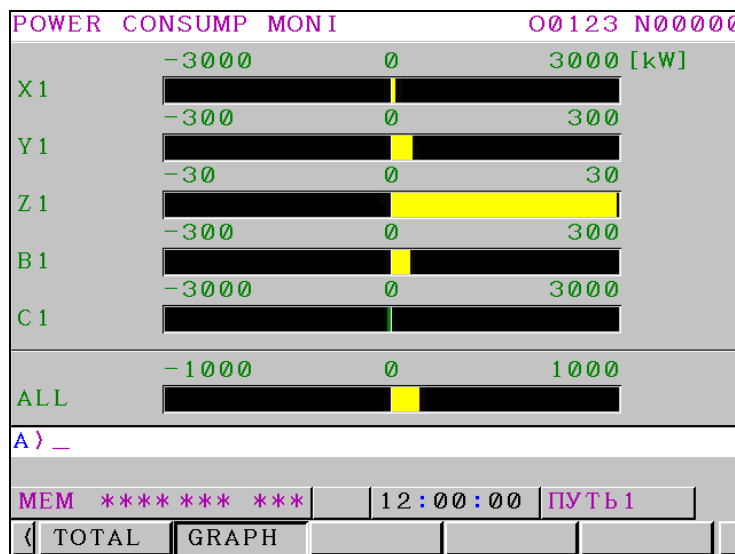 POWER CONSUMP MONI O0123 N00000
-3000 0 3000 [kW]
X1
-300 0 300
Y1
-30 0 30
Z1
-300 0 300
B1
-3000 0 3000
C1
-1000 0 1000
ALL
A〉_
MEM **** *** *** 12:00:00 ПУТЬ1
〈 TOTAL GRAPH